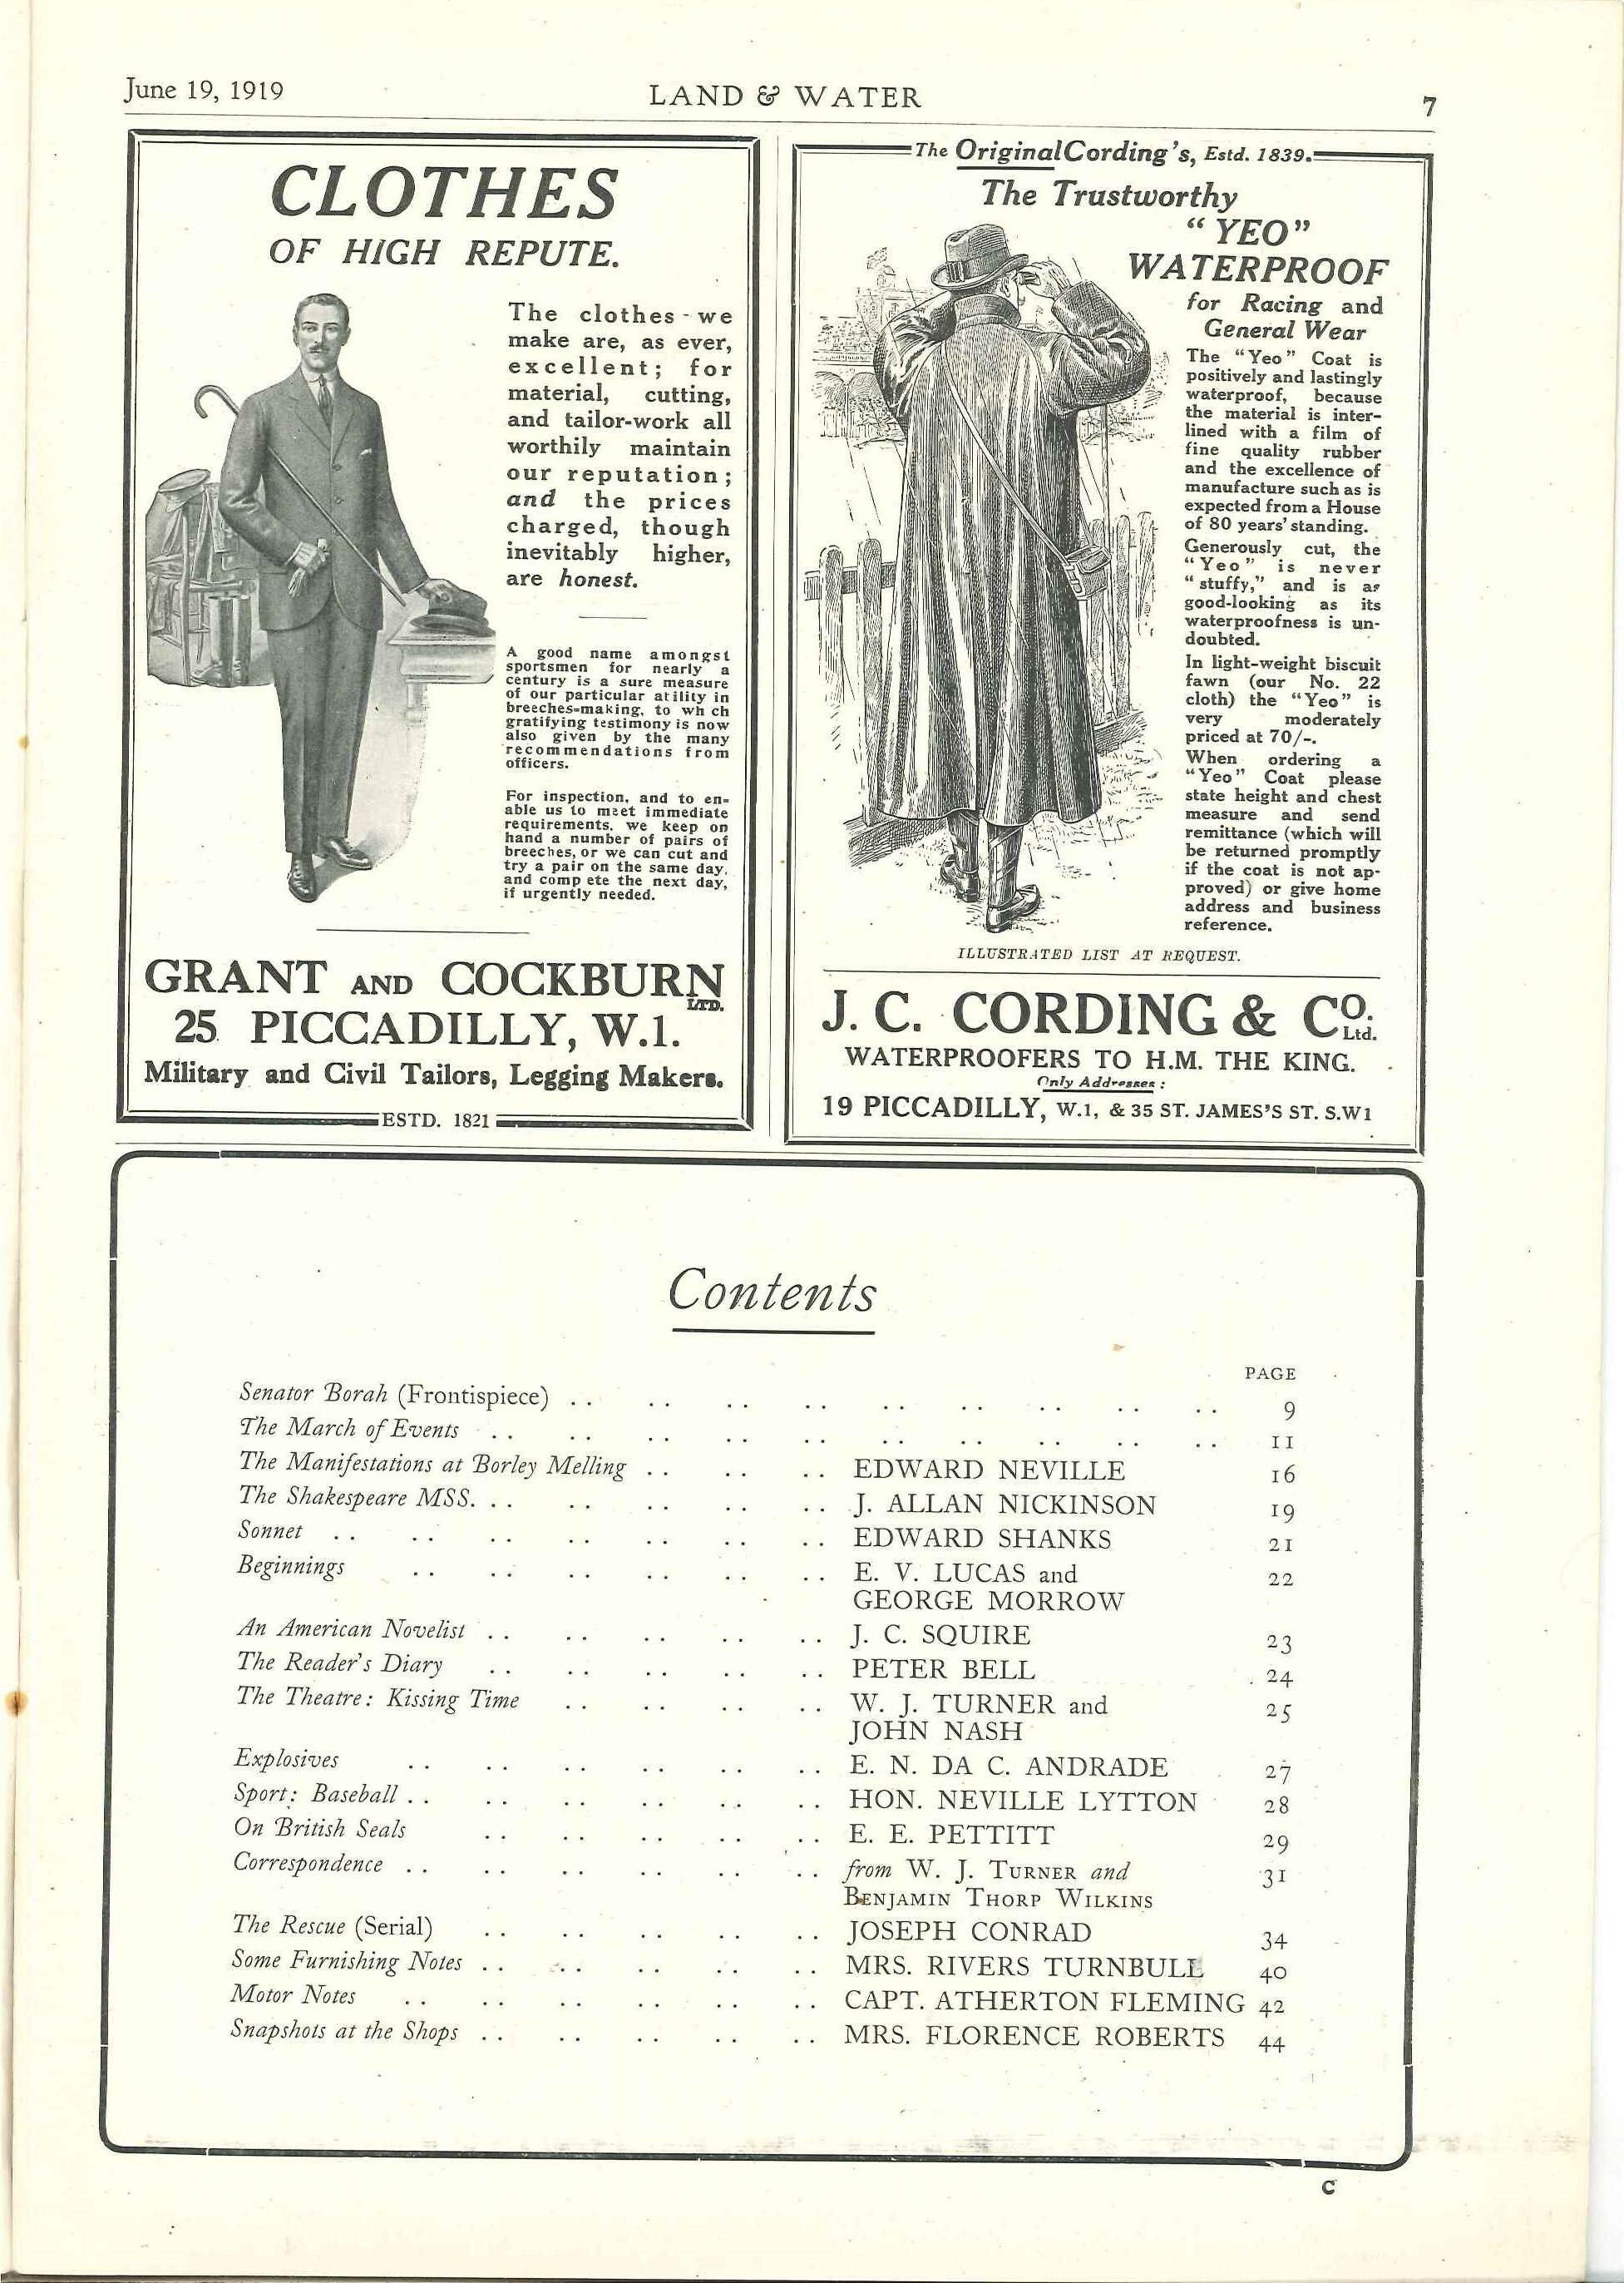 June 19, 1919
LAND & WATER
7
CLOTHES
OF HIGH REPUTE.
The clothes - we
make are, as ever,
excellent; for
material, cutting,
and tailor-work all
worthily maintain
our reputation;
and the prices
charged, though
inevitably higher,
are honest.
A good name amongst
sportsmen for nearly a
century is a sure measure
of our particular atility in
breeches-making, to wh ch
gratifying testimony is now
also given by the many
recommendations from
officers.
For inspection, and to en-
able us to meet immediate
requirements, we keep on
hand a number of pairs of
breeches, or we can cut and
try a pair on the same day,
and comp ete the next day,
if urgently needed.
GRANT AND COCKBURN
LTD.
25 PICCADILLY, W.1.
Military and Civil Tailors, Legging Makers.
ESTD. 1821
The Original Cording's, Estd. 1839.
The Trustworthy
"YEO"
WATERPROOF
for Racing and
General Wear
The "Yeo" Coat is
positively and lastingly
waterproof, because
the material is inter-
lined with a film of
fine quality rubber
and the excellence of
manufacture such as is
expected from a House
of 80 years' standing.
Generously cut, the
"Yeo" is never
"stuffy," and is as
good-looking as its
waterproofness is un-
doubted.
In light-weight biscuit
fawn (our No. 22
cloth) the "Yeo" is
very moderately
priced at 70/-.
When ordering a
"Yeo" Coat please
state height and chest
measure and send
remittance (which will
be returned promptly
if the coat is not ap-
proved) or give home
address and business
reference.
ILLUSTRATED LIST AT REQUEST.
J. C. CORDING & CO. Ltd.
WATERPROOFERS TO H.M. THE KING.
Only Addresses:
19 PICCADILLY, W.1, & 35 ST. JAMES'S ST. S.W1
Contents
PAGE
Senator Borah (Frontispiece) .. .. .. .. .. .. .. .. .. 9
The March of Events .. .. .. .. .. .. .. .. .. .. 11
The Manifestations at Borley Melling .. .. .. EDWARD NEVILLE 16
The Shakespeare MSS. .. .. .. .. .. J. ALLAN NICKINSON 19
Sonnet .. .. .. .. .. .. .. EDWARD SHANKS 21
Beginnings .. .. .. .. .. .. E. V. LUCAS and 22
GEORGE MORROW
An American Novelist .. .. .. .. .. J. C. SQUIRE 23
The Reader's Diary .. .. .. .. .. PETER BELL 24
The Theatre: Kissing Time .. .. .. .. W. J. TURNER and 25
JOHN NASH
Explosives .. .. .. .. .. .. E. N. DA C. ANDRADE 27
Sport: Baseball .. .. .. .. .. .. HON. NEVILLE LYTTON 28
On British Seals .. .. .. .. .. E. E. PETTITT 29
Correspondence .. .. .. .. .. .. from W. J. TURNER and 31
BENJAMIN THORP WILKINS
The Rescue (Serial) .. .. .. .. .. JOSEPH CONRAD 34
Some Furnishing Notes .. .. .. .. .. MRS. RIVERS TURNBULL 40
Motor Notes .. .. .. .. .. .. CAPT. ATHERTON FLEMING 42
Snapshots at the Shops .. .. .. .. .. MRS. FLORENCE ROBERTS 44
C